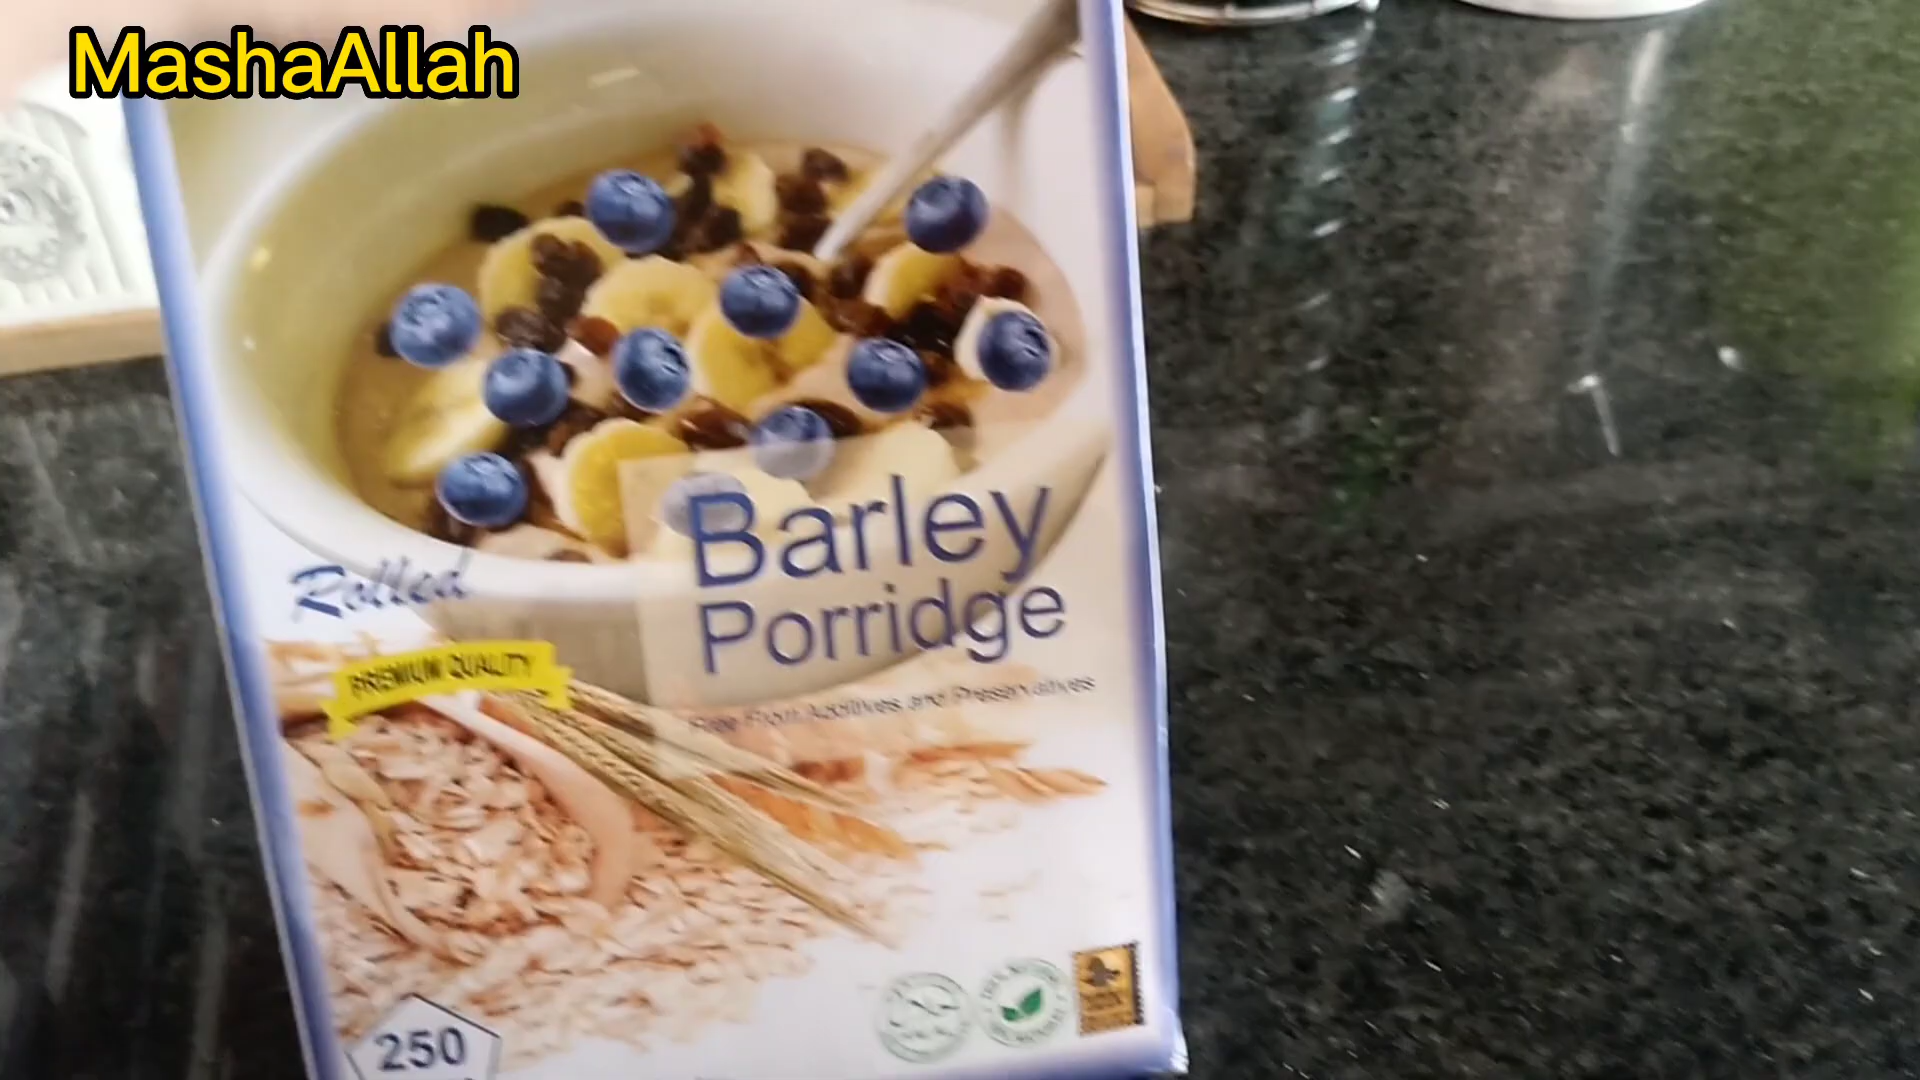 MashaAllah
Rolled
Barley
Porridge
PREMIUM QUALITY
Free From Additives and Preservatives
250